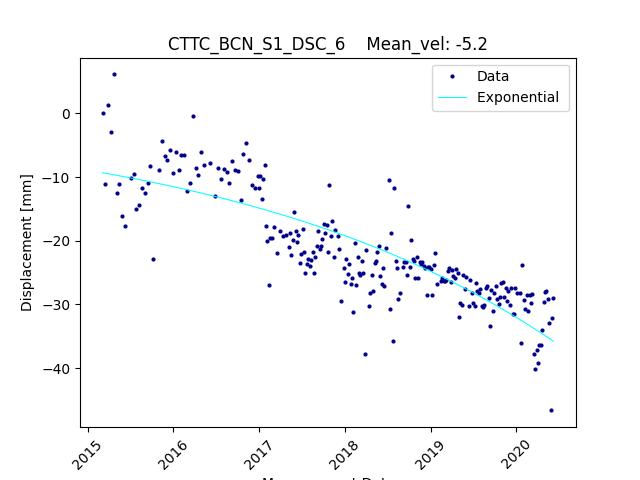 CTTC_BCN_S1_DSC_6    Mean_vel: -5.2
Data
Exponential
Displacement [mm]
0
−10
−20
−30
−40
2015
2016
2017
2018
2019
2020